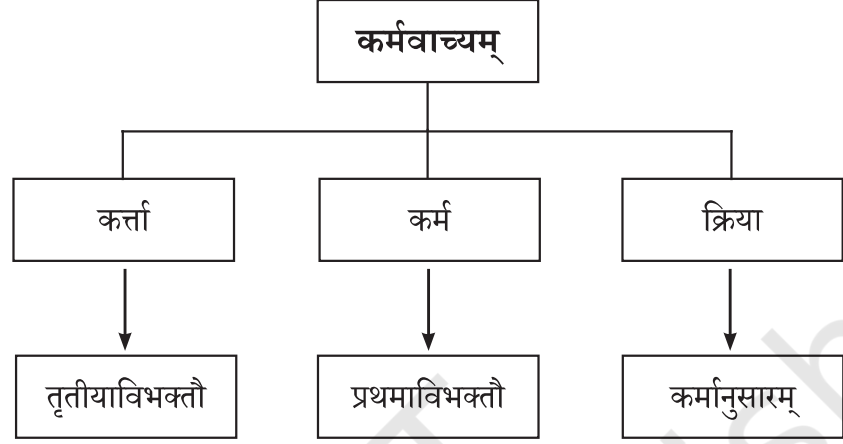 कर्मवाच्यम्
कर्त्ता
कर्म
क्रिया
तृतीयाविभक्तौ
प्रथमाविभक्तौ
कर्मानुसारम्